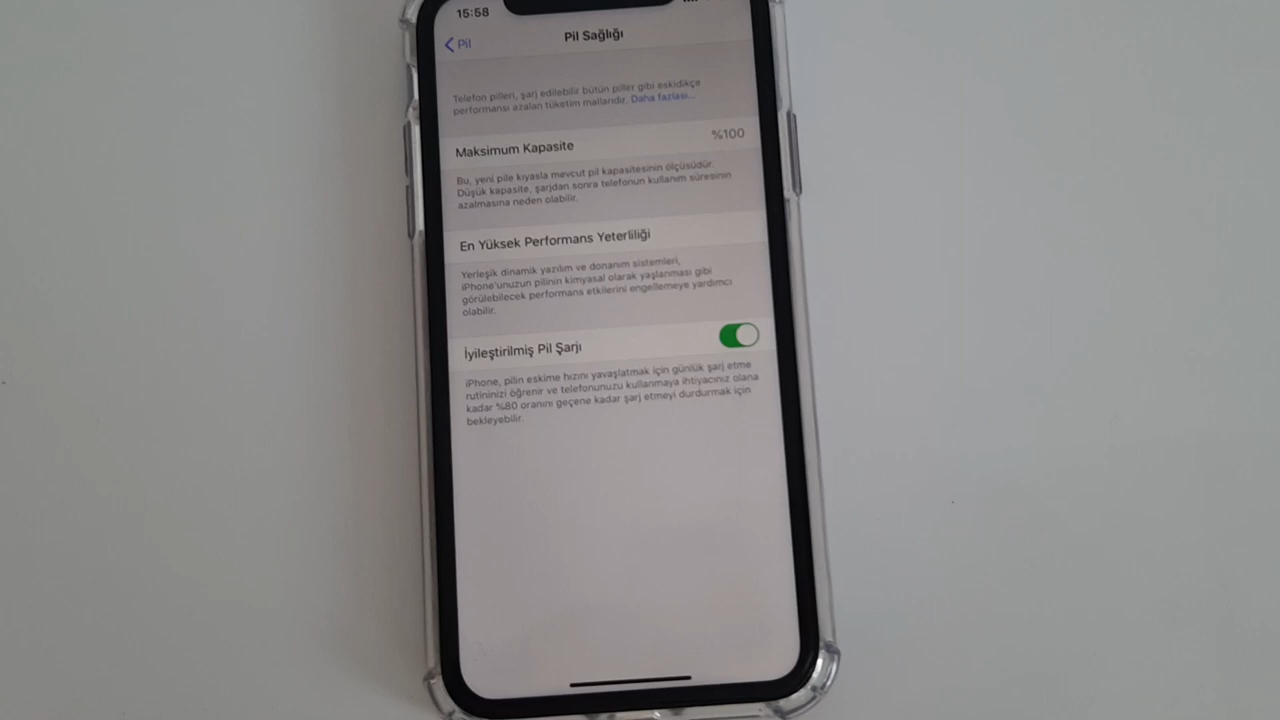 15:58
Pil
Pil Sağlığı
Telefon pilleri, şarj edilebilir bütün piller gibi eskidikçe
performansı azalan tüketim mallarıdır. Daha fazlası...
Maksimum Kapasite
%100
Bu, yeni pile kıyasla mevcut pil kapasitesinin ölçüsüdür.
Düşük kapasite, şarjdan sonra telefonun kullanım süresinin
azalmasına neden olabilir.
En Yüksek Performans Yeterliliği
Yerleşik dinamik yazılım ve donanım sistemleri,
iPhone'unuzun pilinin kimyasal olarak yaşlanması gibi
görülebilecek performans etkilerini engellemeye yardımcı
olabilir.
İyileştirilmiş Pil Şarjı
iPhone, pilin eskime hızını yavaşlatmak için günlük şarj etme
rutininizi öğrenir ve telefonunuzu kullanmaya ihtiyacınız olana
kadar %80 oranını geçene kadar şarj etmeyi durdurmak için
bekleyebilir.